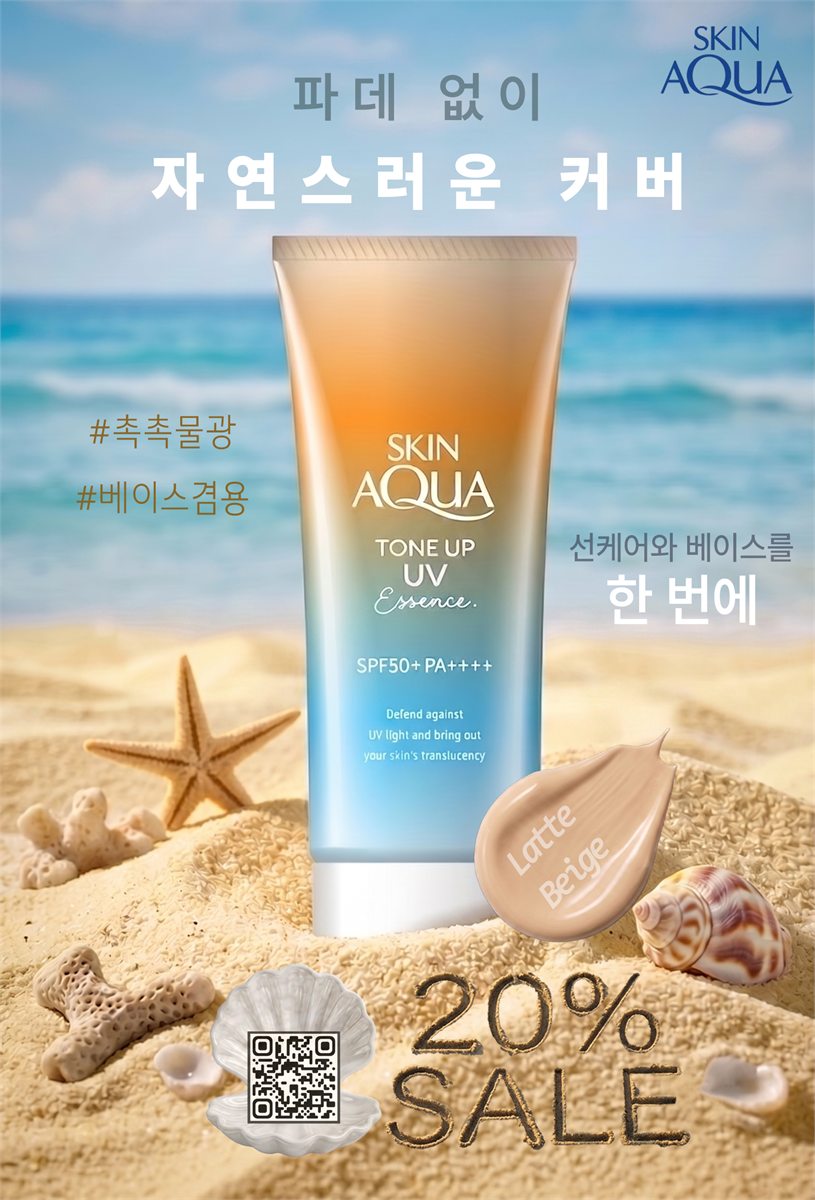 SKIN
AQUA
파데 없이
자연스러운 커버
SKIN
AQUA
TONE UP
UV
Essence.
SPF50+ PA++++
Defend against
UV light and bring out
your skin's translucency
#촉촉물광
#베이스겸용
선케어와 베이스를
한 번에
Latte
Beige
20%
SALE